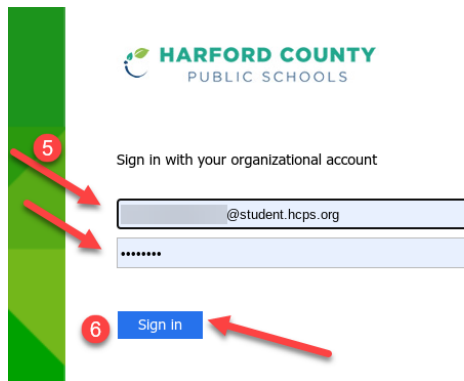 HARFORD COUNTY
PUBLIC SCHOOLS
5
Sign in with your organizational account
@student.hcps.org
••••••••
6
Sign in